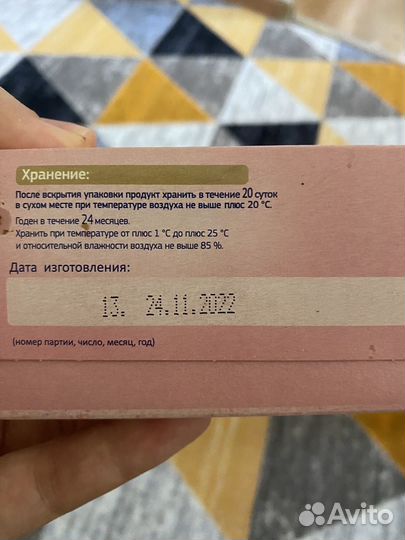 Хранение:
После вскрытия упаковки продукт хранить в течение 20 суток
в сухом месте при температуре воздуха не выше плюс 20 °C.
Годен в течение 24 месяцев.
Хранить при температуре от плюс 1 °C до плюс 25 °C
и относительной влажности воздуха не выше 85 %.
Дата изготовления:
13. 24.11.2022
(номер партии, число, месяц, год)
Avito